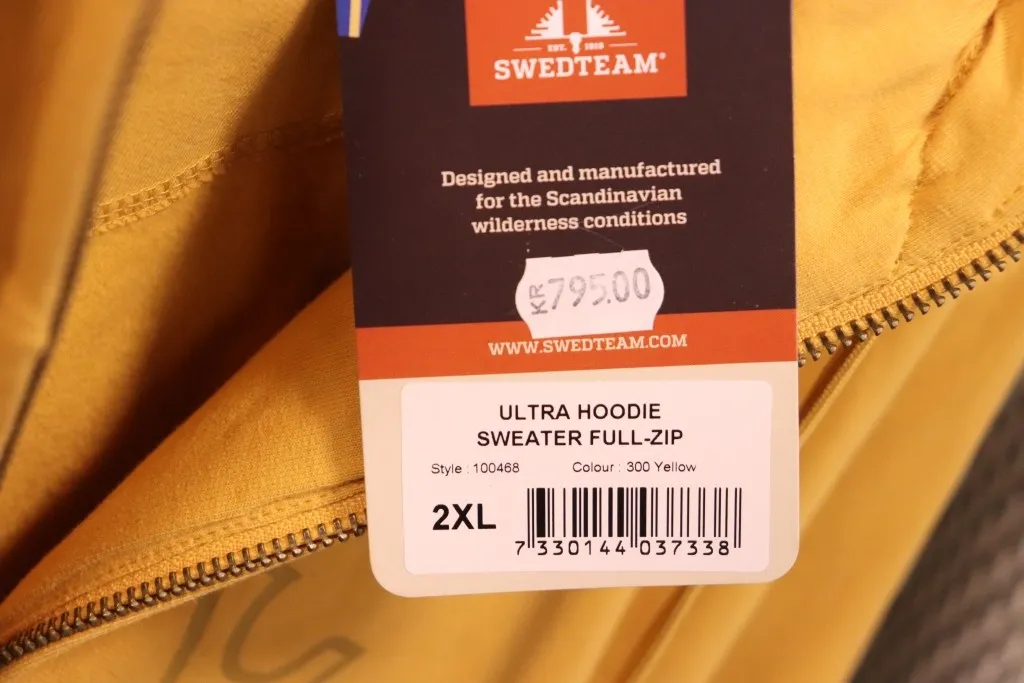 EST. 1919
SWEDTEAM®
Designed and manufactured
for the Scandinavian
wilderness conditions
KR 795.00
WWW.SWEDTEAM.COM
ULTRA HOODIE
SWEATER FULL-ZIP
Style : 100468 Colour : 300 Yellow
2XL
7 330144 037338